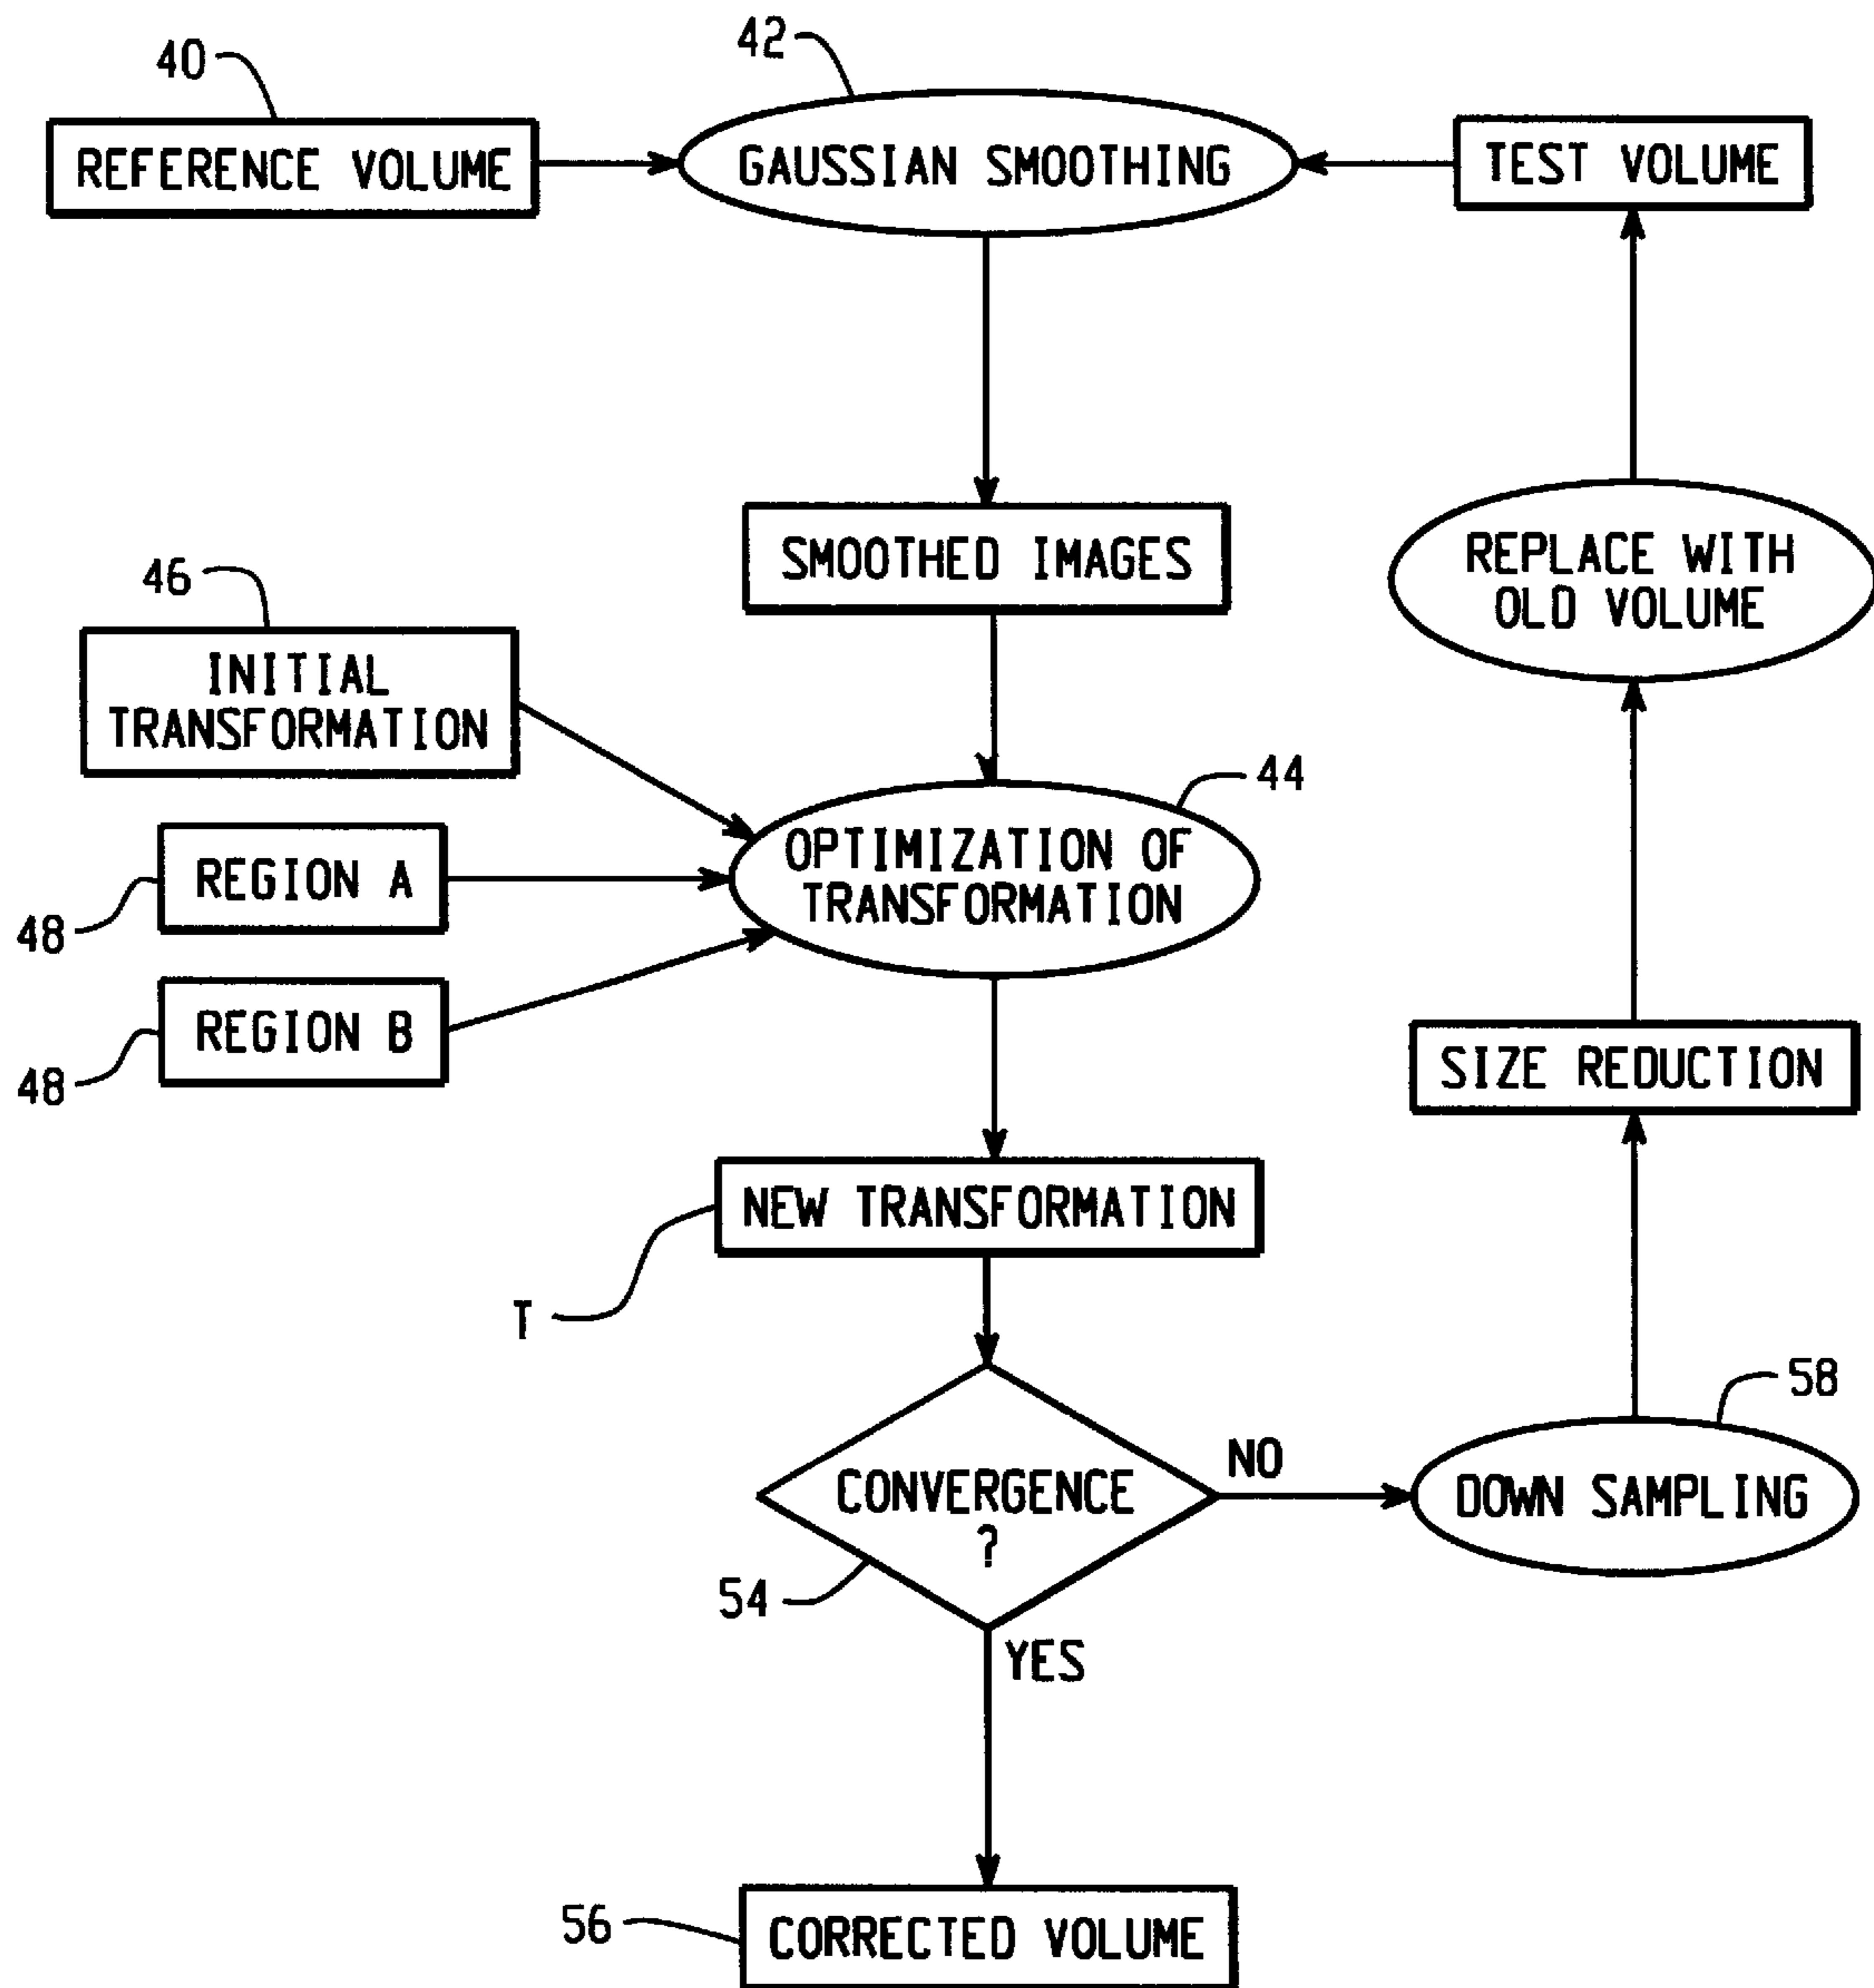 42
40
REFERENCE VOLUME
GAUSSIAN SMOOTHING
TEST VOLUME
SMOOTHED IMAGES
REPLACE WITH
OLD VOLUME
46
INITIAL
TRANSFORMATION
44
OPTIMIZATION OF
TRANSFORMATION
REGION A
48
REGION B
48
SIZE REDUCTION
NEW TRANSFORMATION
T
58
CONVERGENCE
?
NO
DOWN SAMPLING
54
YES
56
CORRECTED VOLUME